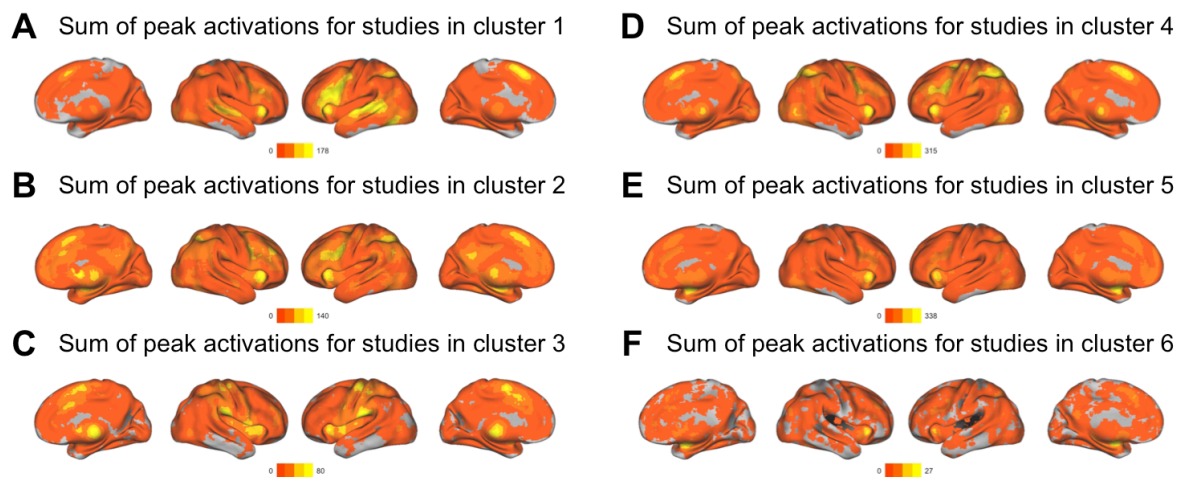 A Sum of peak activations for studies in cluster 1
0 178
B Sum of peak activations for studies in cluster 2
0 140
C Sum of peak activations for studies in cluster 3
0 80
D Sum of peak activations for studies in cluster 4
0 315
E Sum of peak activations for studies in cluster 5
0 338
F Sum of peak activations for studies in cluster 6
0 27